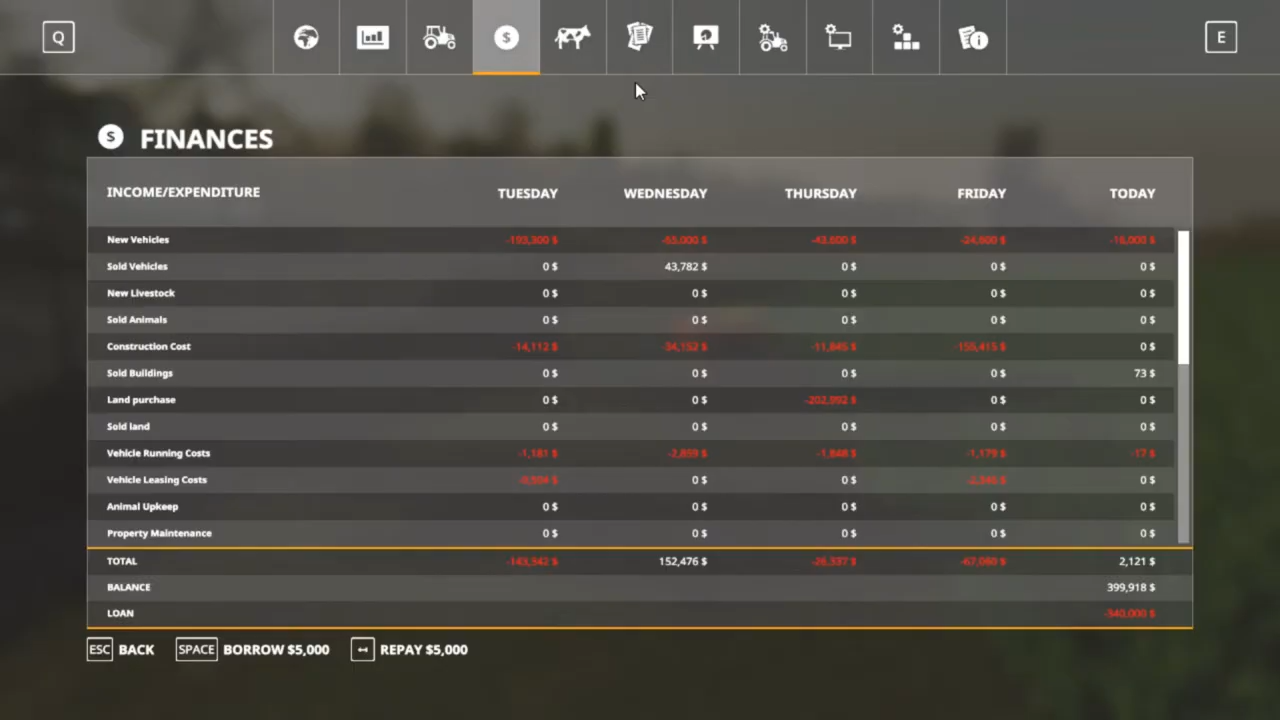 Q E
FINANCES
INCOME/EXPENDITURE TUESDAY WEDNESDAY THURSDAY FRIDAY TODAY
New Vehicles -193,300 $ -65,000 $ -43,600 $ -24,600 $ -16,000 $
Sold Vehicles 0 $ 43,782 $ 0 $ 0 $ 0 $
New Livestock 0 $ 0 $ 0 $ 0 $ 0 $
Sold Animals 0 $ 0 $ 0 $ 0 $ 0 $
Construction Cost -14,112 $ -34,152 $ -11,845 $ -155,415 $ 0 $
Sold Buildings 0 $ 0 $ 0 $ 0 $ 73 $
Land purchase 0 $ 0 $ -202,992 $ 0 $ 0 $
Sold land 0 $ 0 $ 0 $ 0 $ 0 $
Vehicle Running Costs -1,181 $ -2,859 $ -1,848 $ -1,179 $ -17 $
Vehicle Leasing Costs 0 $ 0 $ 0 $
Animal Upkeep 0 $ 0 $ 0 $ 0 $ 0 $
Property Maintenance 0 $ 0 $ 0 $ 0 $ 0 $
TOTAL -143,342 $ 152,476 $ -26,337 $ 2,121 $
BALANCE 399,918 $
LOAN -340,000 $
ESC BACK SPACE BORROW $5,000 REPAY $5,000